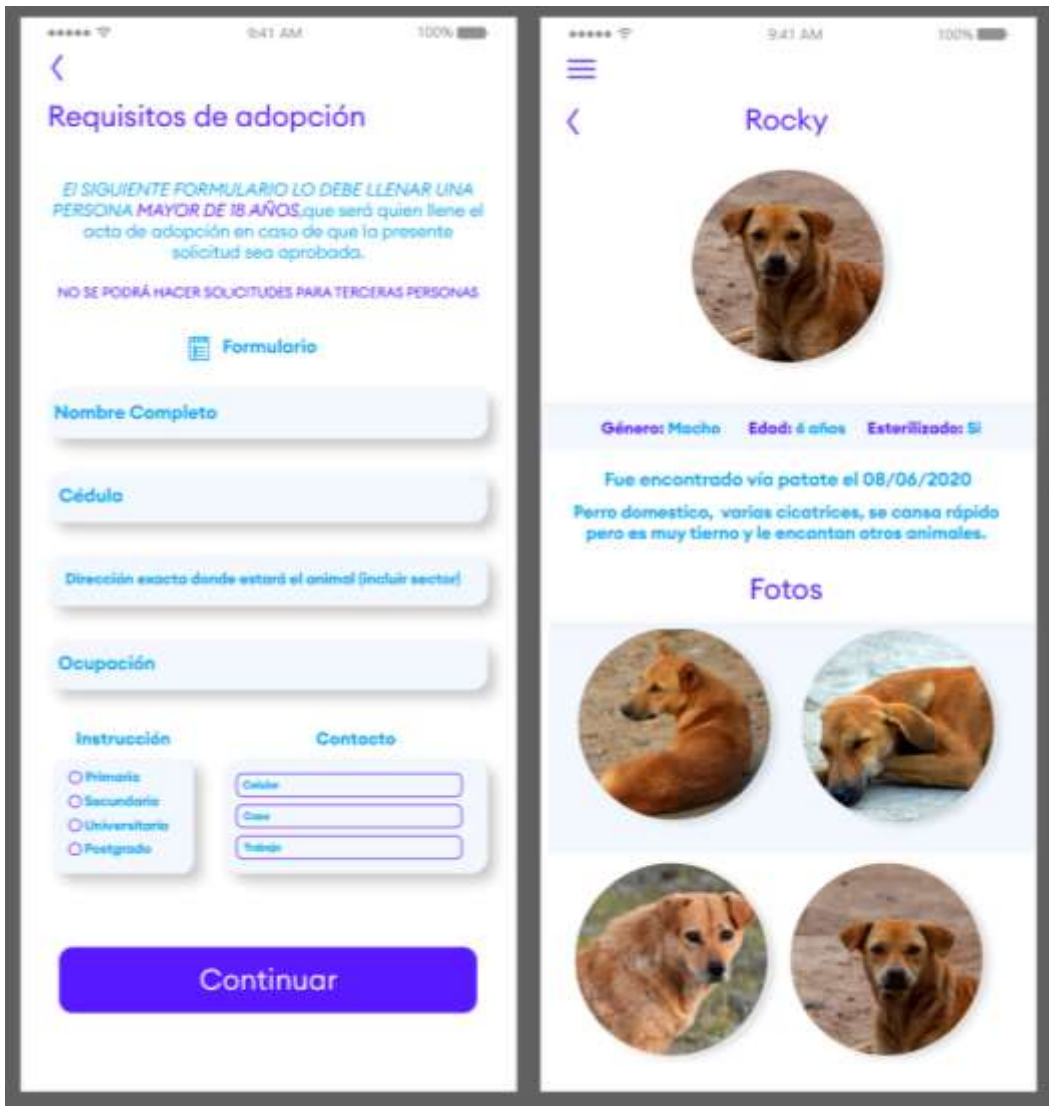 9:41 AM 100%
Requisitos de adopción
El SIGUIENTE FORMULARIO LO DEBE LLENAR UNA
PERSONA MAYOR DE 18 AÑOS,que será quien llene el
acta de adopción en caso de que la presente
solicitud sea aprobada.
NO SE PODRÁ HACER SOLICITUDES PARA TERCERAS PERSONAS
Formulario
Nombre Completo
Cédula
Dirección exacta donde estará el animal (incluir sector)
Ocupación
Instrucción
Primaria
Secundaria
Universitaria
Postgrado
Contacto
Celular
Casa
Trabajo
Continuar
9:41 AM 100%
Rocky
Género: Macho Edad: 6 años Esterilizado: Si
Fue encontrado vía patate el 08/06/2020
Perro domestico, varias cicatrices, se cansa rápido
pero es muy tierno y le encantan otros animales.
Fotos